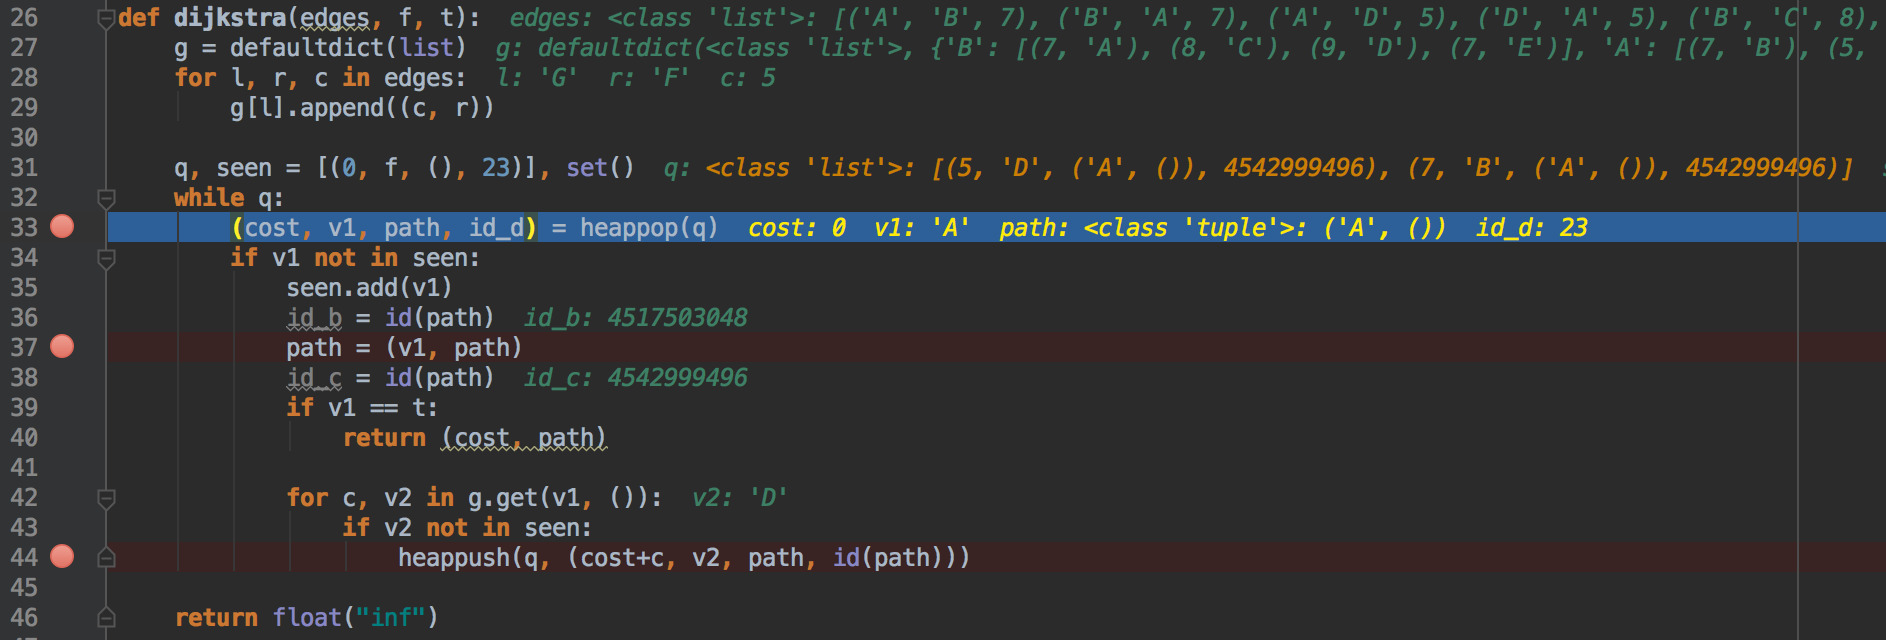 26 def dijkstra(edges, f, t):  edges: <class 'list'>: [('A', 'B', 7), ('B', 'A', 7), ('A', 'D', 5), ('D', 'A', 5), ('B', 'C', 8),
27     g = defaultdict(list)  g: defaultdict(<class 'list'>, {'B': [(7, 'A'), (8, 'C'), (9, 'D'), (7, 'E')], 'A': [(7, 'B'), (5,
28     for l, r, c in edges:  l: 'G'  r: 'F'  c: 5
29         g[l].append((c, r))
30
31     q, seen = [(0, f, (), 23)], set()  q: <class 'list'>: [(5, 'D', ('A', ()), 4542999496), (7, 'B', ('A', ()), 4542999496)]
32     while q:
33         (cost, v1, path, id_d) = heappop(q)  cost: 0  v1: 'A'  path: <class 'tuple'>: ('A', ())  id_d: 23
34         if v1 not in seen:
35             seen.add(v1)
36             id_b = id(path)  id_b: 4517503048
37             path = (v1, path)
38             id_c = id(path)  id_c: 4542999496
39             if v1 == t:
40                 return (cost, path)
41
42             for c, v2 in g.get(v1, ()):  v2: 'D'
43                 if v2 not in seen:
44                     heappush(q, (cost+c, v2, path, id(path)))
45
46     return float("inf")